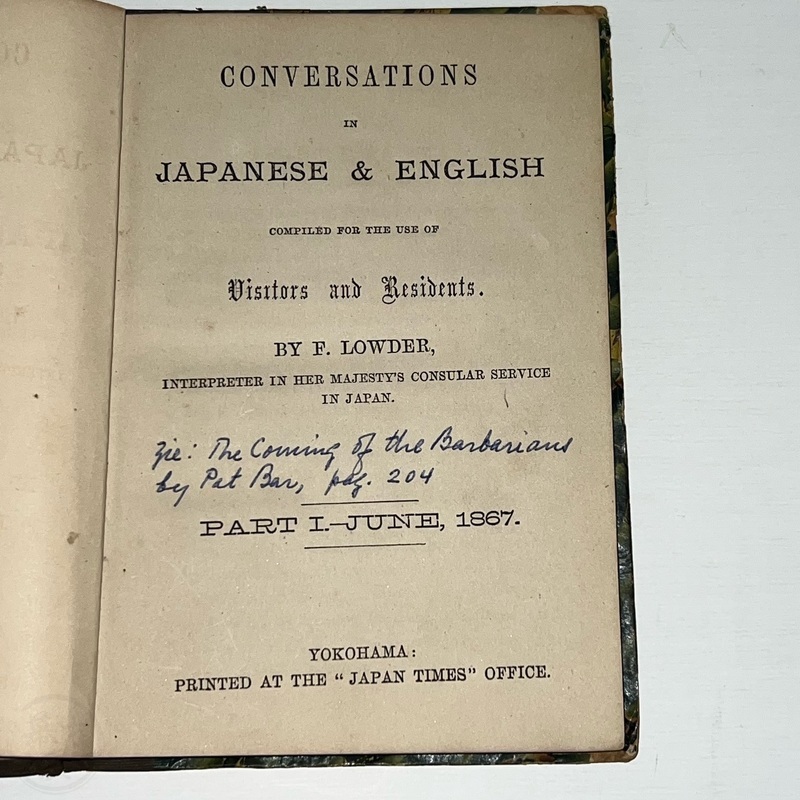 CONVERSATIONS
IN
JAPANESE & ENGLISH
COMPILED FOR THE USE OF
Visitors and Residents.
BY F. LOWDER,
INTERPRETER IN HER MAJESTY'S CONSULAR SERVICE
IN JAPAN.
Zie: The Coming of the Barbarians
by Pat Bar, pag. 204
PART I.—JUNE, 1867.
YOKOHAMA:
PRINTED AT THE "JAPAN TIMES" OFFICE.